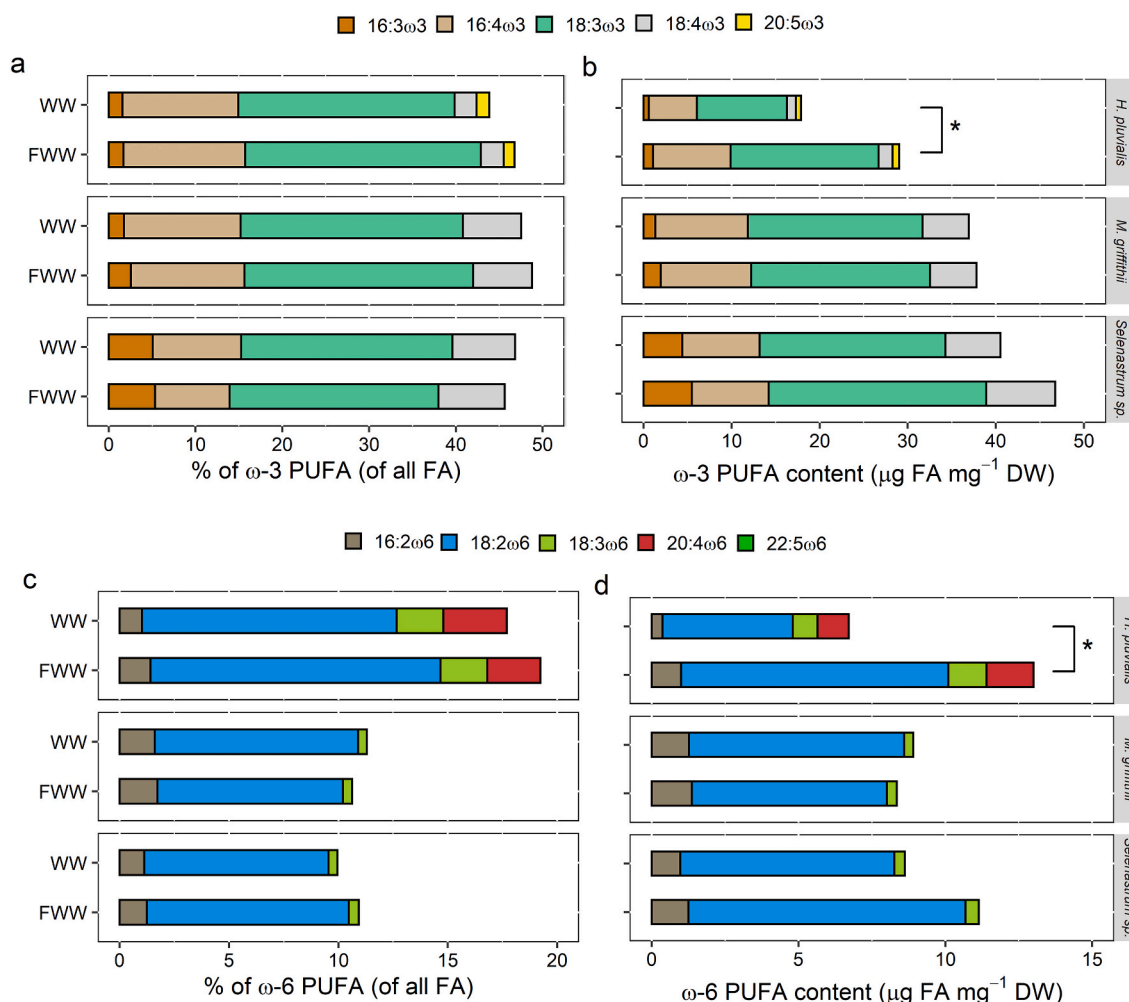 16:3ω3 16:4ω3 18:3ω3 18:4ω3 20:5ω3
a
b
WW
FWW
WW
FWW
WW
FWW
*
H. pluvialis
M. griffithii
Selenastrum sp.
0 10 20 30 40 50
% of ω-3 PUFA (of all FA)
0 10 20 30 40 50
ω-3 PUFA content (μg FA mg⁻¹ DW)
16:2ω6 18:2ω6 18:3ω6 20:4ω6 22:5ω6
c
d
WW
FWW
WW
FWW
WW
FWW
*
H. pluvialis
M. griffithii
Selenastrum sp.
0 5 10 15 20
% of ω-6 PUFA (of all FA)
0 5 10 15
ω-6 PUFA content (μg FA mg⁻¹ DW)